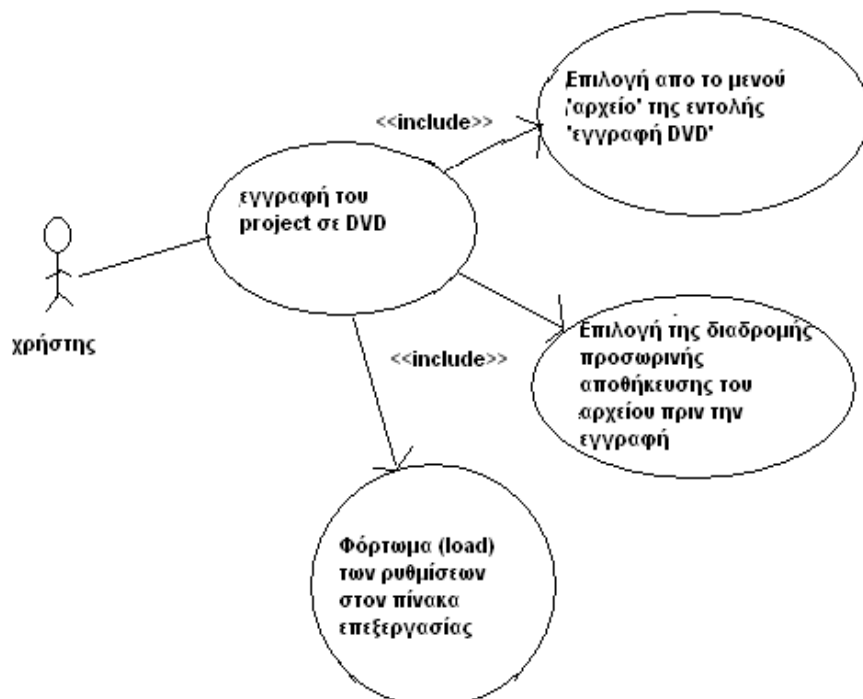 Επιλογή απο το μενού
'αρχείο' της εντολής
'εγγραφή DVD'
<<include>>
εγγραφή του
project σε DVD
χρήστης
<<include>>
Επιλογή της διαδρομής
προσωρινής
αποθήκευσης του
αρχείου πριν την
εγγραφή
Φόρτωμα (load)
των ρυθμίσεων
στον πίνακα
επεξεργασίας